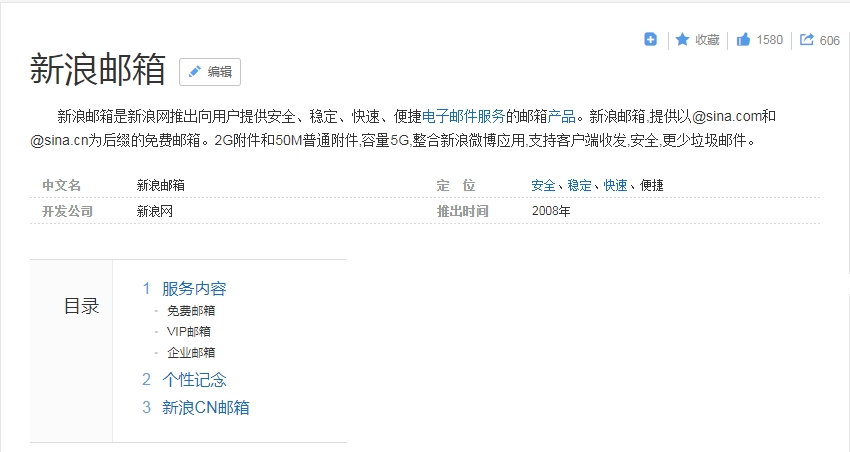 收藏 1580 606
新浪邮箱 编辑
新浪邮箱是新浪网推出向用户提供安全、稳定、快速、便捷电子邮件服务的邮箱产品。新浪邮箱,提供以@sina.com和
@sina.cn为后缀的免费邮箱。2G附件和50M普通附件,容量5G,整合新浪微博应用,支持客户端收发,安全,更少垃圾邮件。
中文名 新浪邮箱 定 位 安全、稳定、快速、便捷
开发公司 新浪网 推出时间 2008年
目录
1 服务内容
- 免费邮箱
- VIP邮箱
- 企业邮箱
2 个性记念
3 新浪CN邮箱